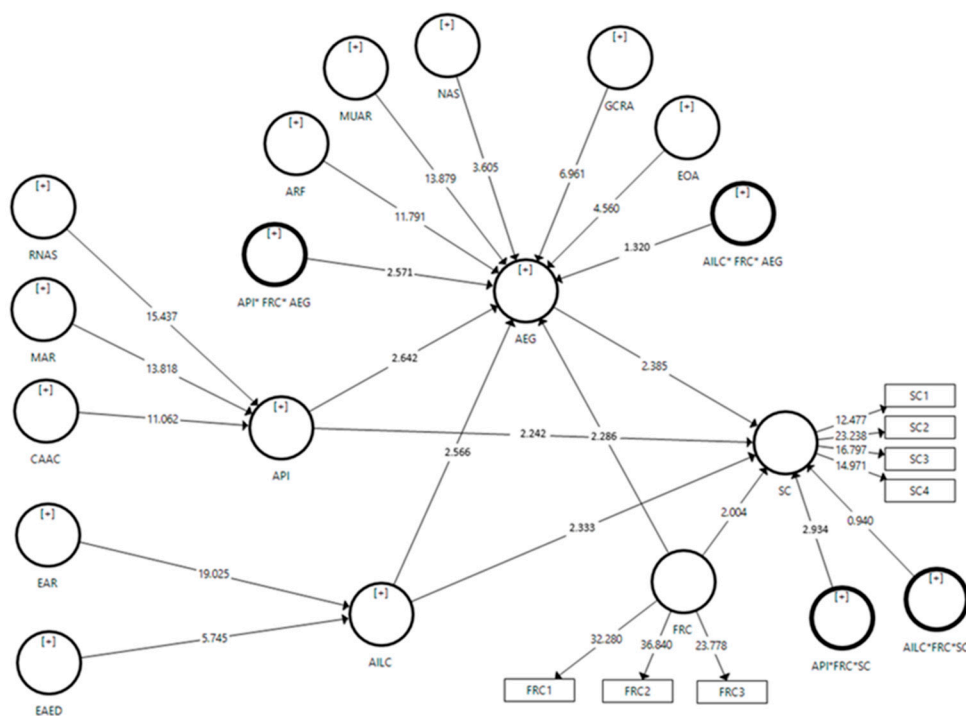 [+]
NAS
[+]
MUAR
[+]
GCRA
[+]
ARF
[+]
EOA
[+]
RNAS
[+]
API* FRC* AEG
[+]
AILC* FRC* AEG
13.879
3.605
6.961
4.560
11.791
1.320
2.571
[+]
AEG
[+]
MAR
15.437
13.818
2.642
2.385
[+]
CAAC
11.062
[+]
API
2.242
2.566
2.286
SC
12.477
23.238
16.797
14.971
SC1
SC2
SC3
SC4
[+]
EAR
19.025
2.333
2.004
2.934
0.940
[+]
EAED
5.745
[+]
AILC
FRC
[+]
API*FRC*SC
[+]
AILC*FRC*SC
32.280
36.840
23.778
FRC1
FRC2
FRC3